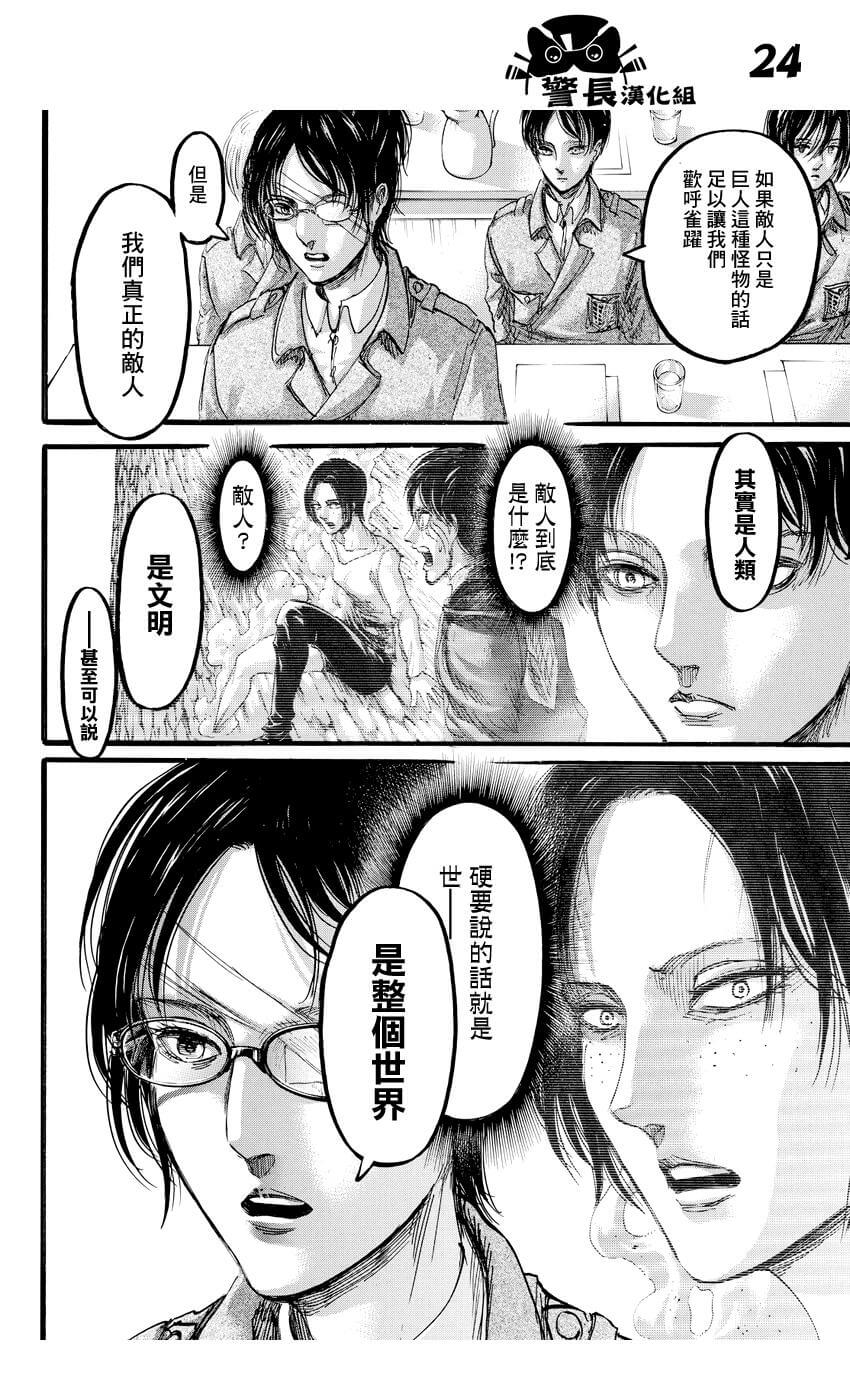 警長漢化組
24
如果敵人只是
巨人這種怪物的話
足以讓我們
歡呼雀躍
但是
我們真正的敵人
其實是人類
敵人到底
是什麼!?
敵人？
是文明
——甚至可以說
硬要說的話就是
世——
是整個世界